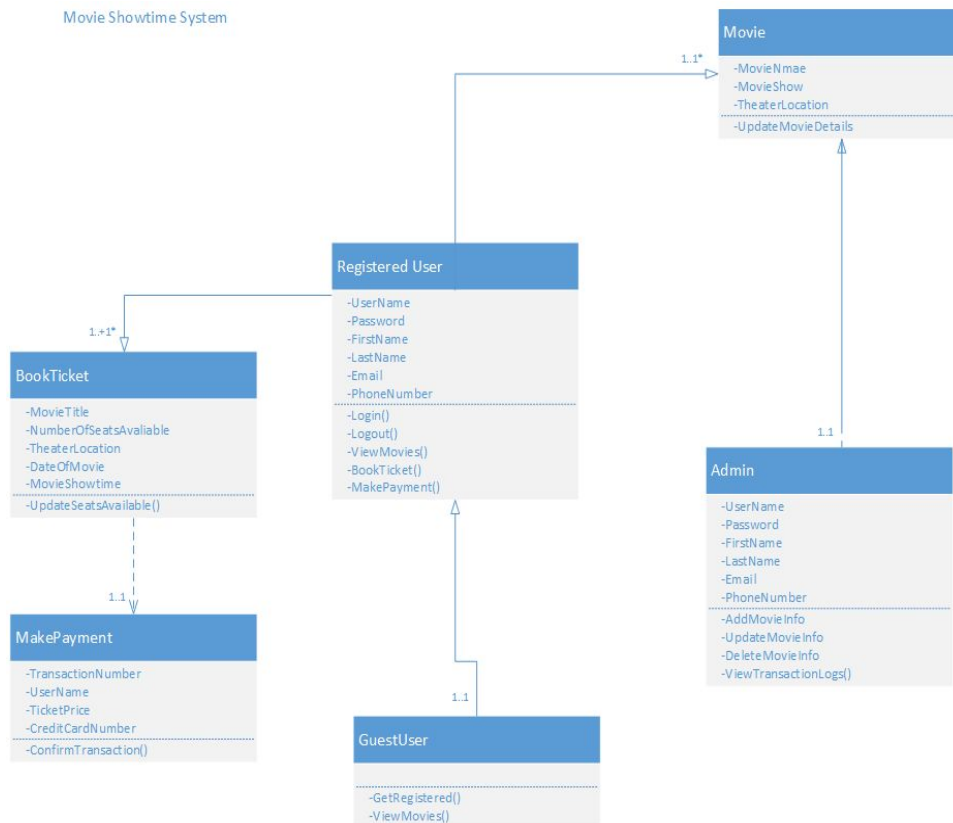 Movie Showtime System
Movie
-MovieNmae
-MovieShow
-TheaterLocation
-UpdateMovieDetails
1..1*
Registered User
-UserName
-Password
-FirstName
-LastName
-Email
-PhoneNumber
-Login()
-Logout()
-ViewMovies()
-BookTicket()
-MakePayment()
1..+1*
BookTicket
-MovieTitle
-NumberOfSeatsAvaliable
-TheaterLocation
-DateOfMovie
-MovieShowtime
-UpdateSeatsAvailable()
1..1
Admin
-UserName
-Password
-FirstName
-LastName
-Email
-PhoneNumber
-AddMovieInfo
-UpdateMovieInfo
-DeleteMovieInfo
-ViewTransactionLogs()
1..1
MakePayment
-TransactionNumber
-UserName
-TicketPrice
-CreditCardNumber
-ConfirmTransaction()
1..1
GuestUser
-GetRegistered()
-ViewMovies()